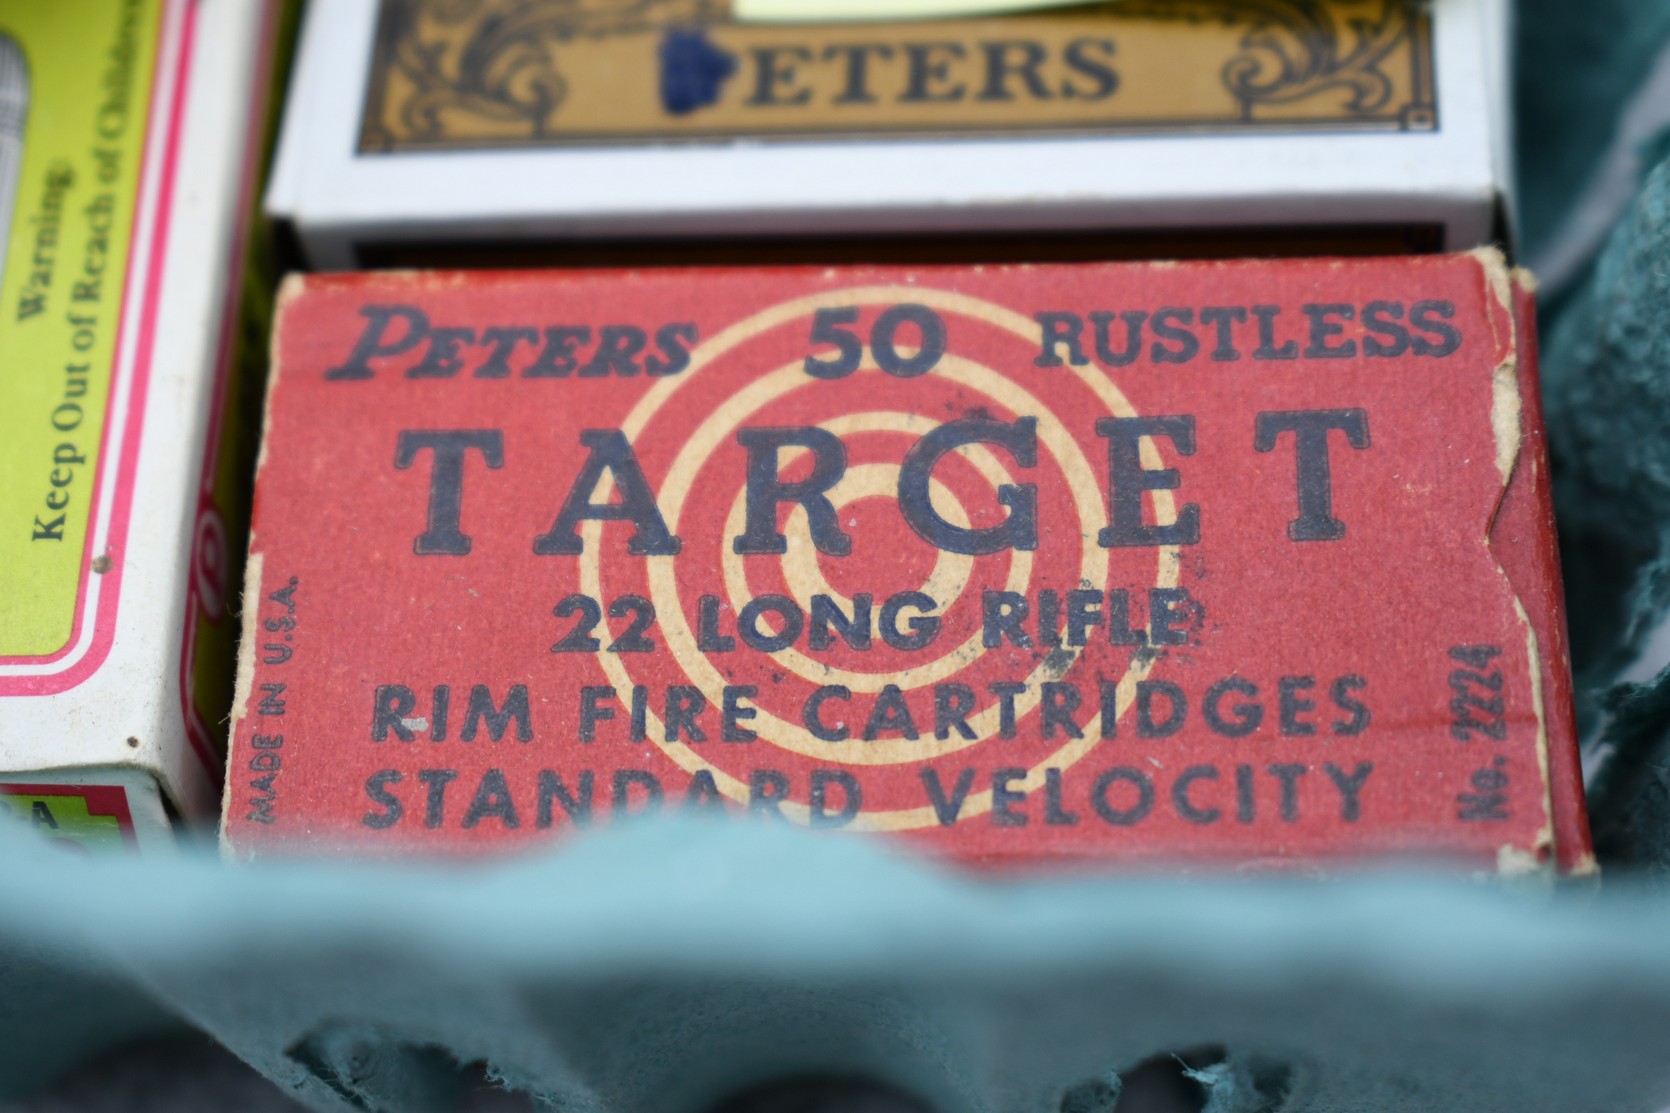 Warning:
Keep Out of Reach of Children
PETERS
PETERS 50 RUSTLESS
TARGET
22 LONG RIFLE
RIM FIRE CARTRIDGES
STANDARD VELOCITY
MADE IN U.S.A.
No. 2224